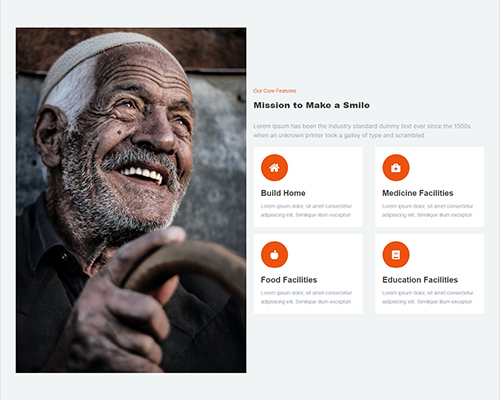 Our Core Features
Mission to Make a Smile
Lorem Ipsum has been the industry standard dummy text ever since the 1500s
when an unknown printer took a galley of type and scrambled
Build Home
Lorem ipsum dolor, sit amet consectetur
adipisicing elit. Similique illum excepturi
Medicine Facilities
Lorem ipsum dolor, sit amet consectetur
adipisicing elit. Similique illum excepturi
Food Facilities
Lorem ipsum dolor, sit amet consectetur
adipisicing elit. Similique illum excepturi
Education Facilities
Lorem ipsum dolor, sit amet consectetur
adipisicing elit. Similique illum excepturi